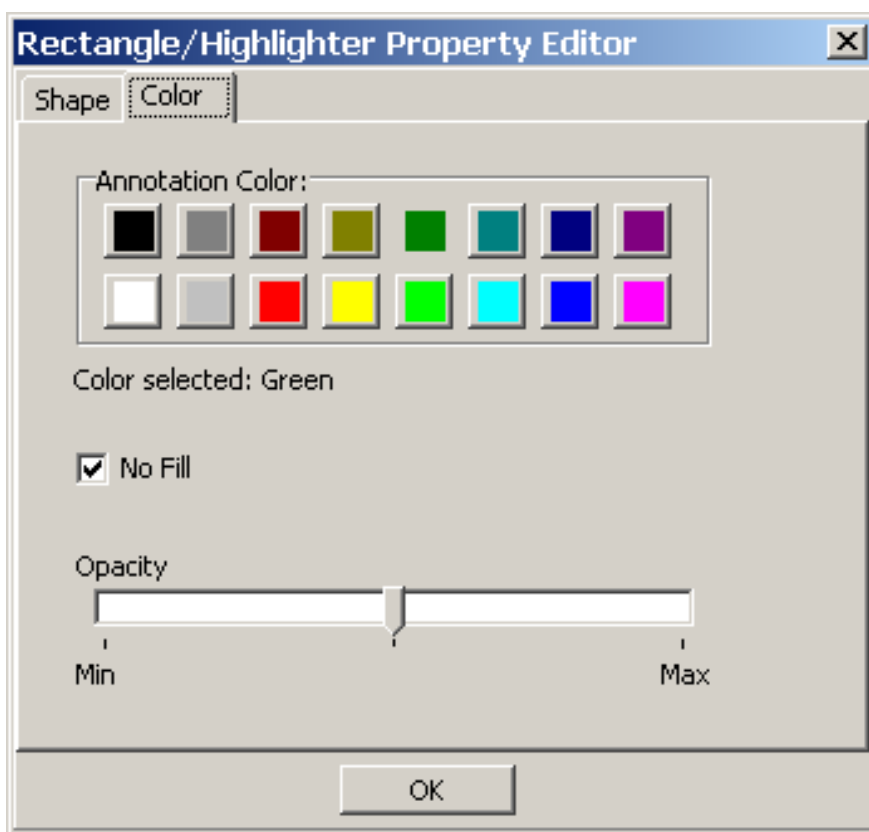 Rectangle/Highlighter Property Editor
Shape
Color
Annotation Color:
Color selected: Green
No Fill
Opacity
Min
Max
OK